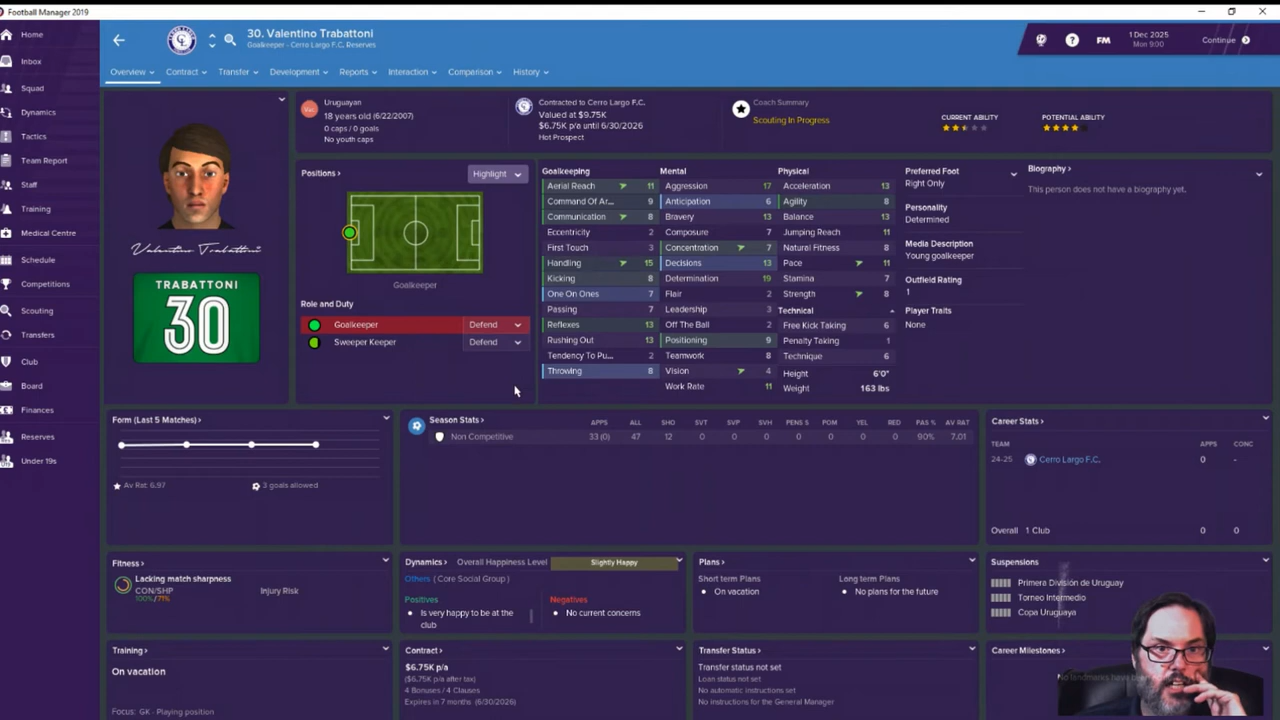 Football Manager 2019
Home
Inbox
Squad
Dynamics
Tactics
Team Report
Staff
Training
Medical Centre
Schedule
Competitions
Scouting
Transfers
Club
Board
Finances
Reserves
Under 19s
30. Valentino Trabattoni
Goalkeeper - Cerro Largo F.C. Reserves
FM
1 Dec 2025
Mon 9:00
Continue
Overview
Contract
Transfer
Development
Reports
Interaction
Comparison
History
Valentino Trabattoni
TRABATTONI
30
Uruguayan
18 years old (6/22/2007)
0 caps / 0 goals
No youth caps
Contracted to Cerro Largo F.C.
Valued at $9.75K
$6.75K p/a until 6/30/2026
Hot Prospect
Coach Summary
Scouting In Progress
CURRENT ABILITY
POTENTIAL ABILITY
Positions
Highlight
Goalkeeper
Role and Duty
Goalkeeper Defend
Sweeper Keeper Defend
Goalkeeping
Aerial Reach 11
Command Of Ar... 9
Communication 8
Eccentricity 2
First Touch 3
Handling 15
Kicking 8
One On Ones 7
Passing 7
Reflexes 13
Rushing Out 13
Tendency To Pu... 2
Throwing 8
Mental
Aggression 17
Anticipation 6
Bravery 13
Composure 7
Concentration 7
Decisions 13
Determination 19
Flair 2
Leadership 3
Off The Ball 2
Positioning 9
Teamwork 8
Vision 4
Work Rate 11
Physical
Acceleration 13
Agility 8
Balance 13
Jumping Reach 11
Natural Fitness 8
Pace 11
Stamina 7
Strength 8
Technical
Free Kick Taking 6
Penalty Taking 1
Technique 6
Height 6'0"
Weight 163 lbs
Preferred Foot
Right Only
Personality
Determined
Media Description
Young goalkeeper
Outfield Rating
1
Player Traits
None
Biography
This person does not have a biography yet.
Form (Last 5 Matches)
Av Rat 6.97
3 goals allowed
Season Stats
APPS ALL SHO SVT SVP SVH PENS S POM YEL RED PAS % AV RAT
Non Competitive 33 (0) 47 12 0 0 0 0 0 0 0 90% 7.01
Career Stats
TEAM APPS CONC
24-25 Cerro Largo F.C. 0 -
Overall 1 Club 0 0
Fitness
Lacking match sharpness
CON/SHP
100%/71%
Injury Risk
Dynamics
Overall Happiness Level
Slightly Happy
Others ( Core Social Group )
Positives
Is very happy to be at the
club
Negatives
No current concerns
Plans
Short term Plans
On vacation
Long term Plans
No plans for the future
Suspensions
Primera División de Uruguay
Torneo Intermedio
Copa Uruguaya
Training
On vacation
Focus: GK - Playing position
Contract
$6.75K p/a
($6.75K p/a after tax)
4 Bonuses / 4 Clauses
Expires in 7 months (6/30/2026)
Transfer Status
Transfer status not set
Loan status not set
No automatic instructions set
No instructions for the General Manager
Career Milestones
No landmarks have been